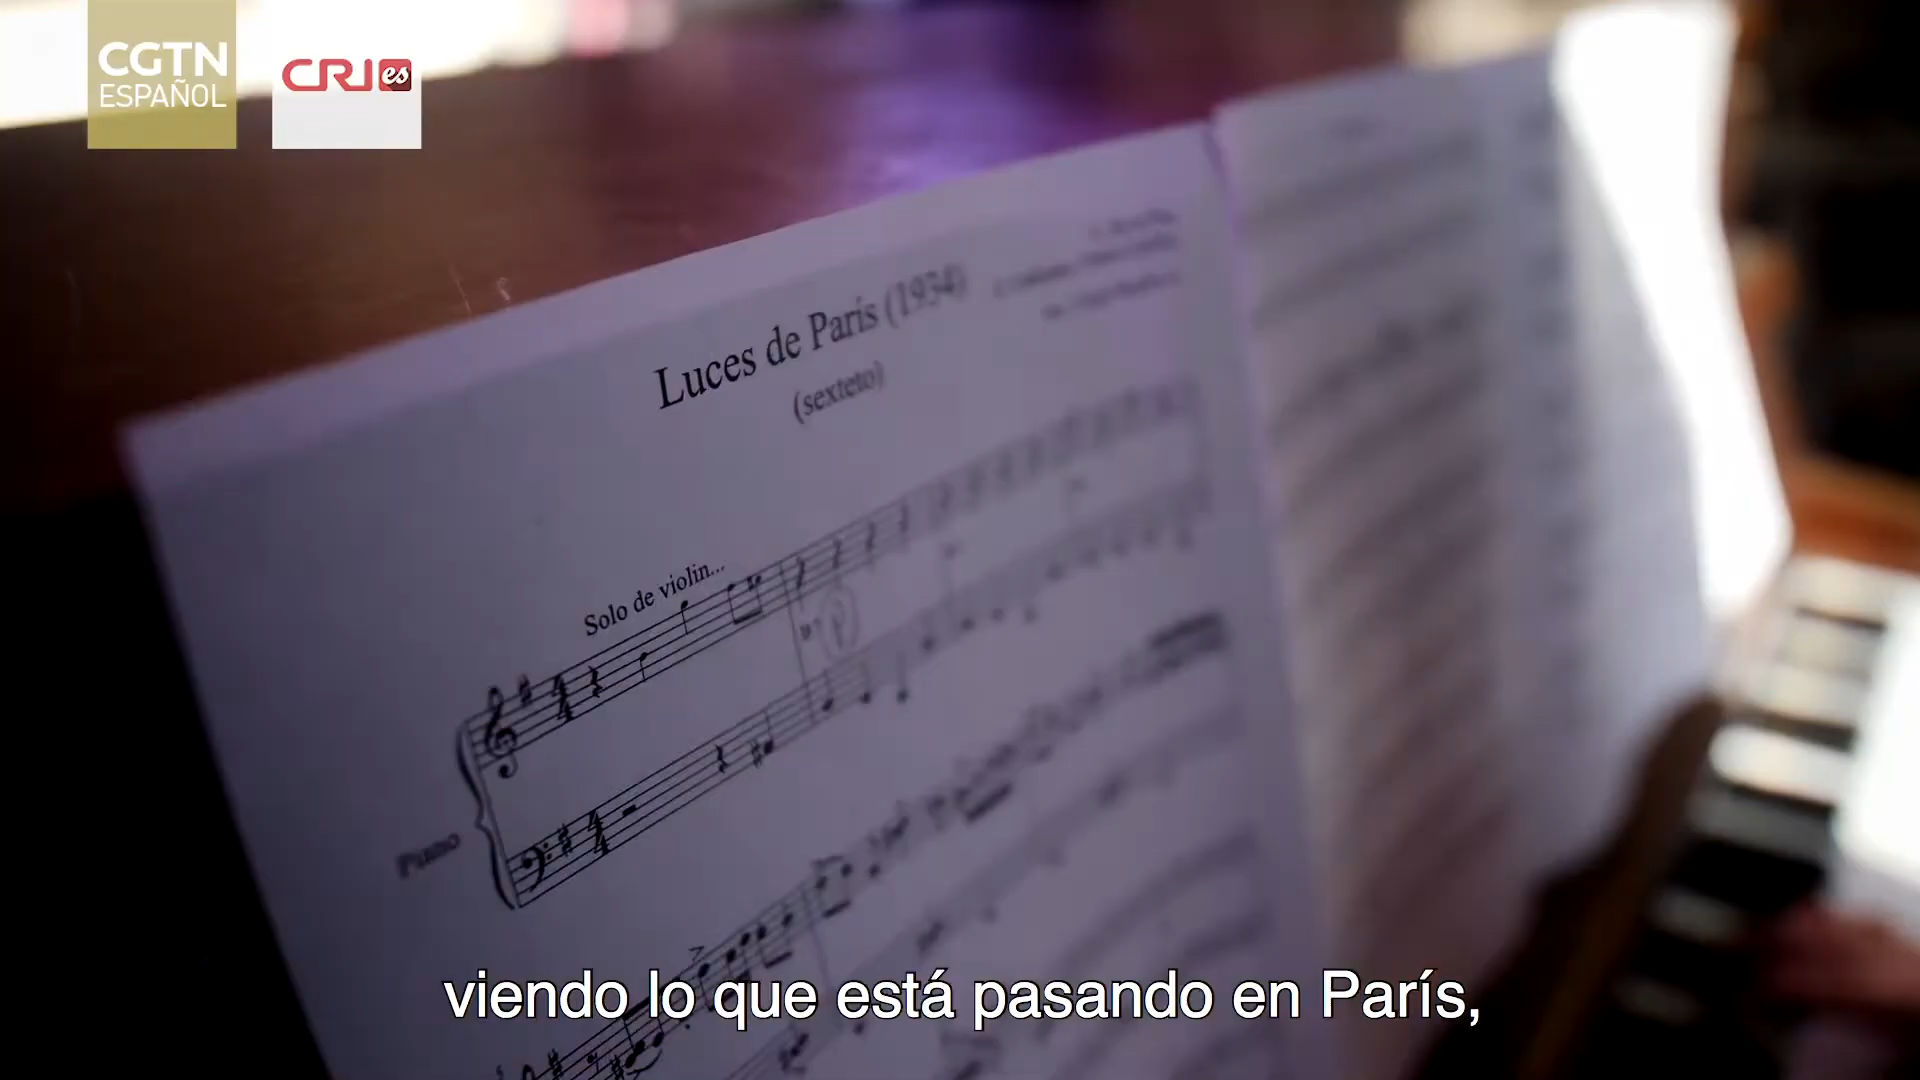 CGTN
ESPAÑOL
CRI es
Luces de París (1934)
(sexteto)
Solo de violin...
Piano
viendo lo que está pasando en París,